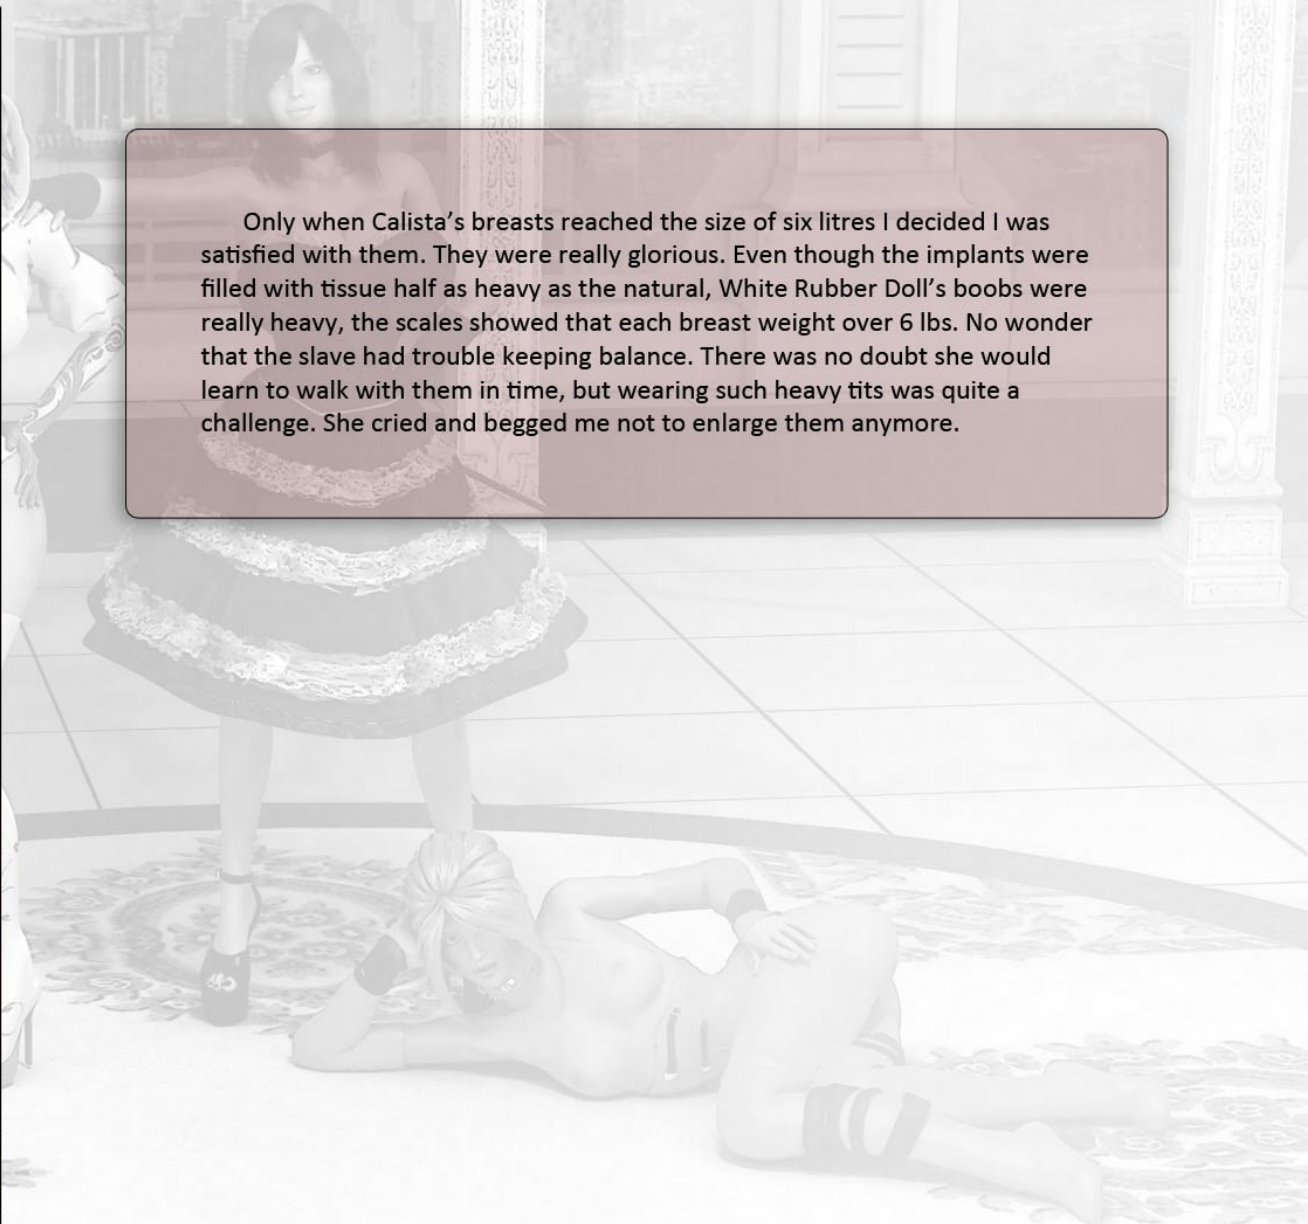 Only when Calista's breasts reached the size of six litres I decided I was
satisfied with them. They were really glorious. Even though the implants were
filled with tissue half as heavy as the natural, White Rubber Doll's boobs were
really heavy, the scales showed that each breast weight over 6 lbs. No wonder
that the slave had trouble keeping balance. There was no doubt she would
learn to walk with them in time, but wearing such heavy tits was quite a
challenge. She cried and begged me not to enlarge them anymore.